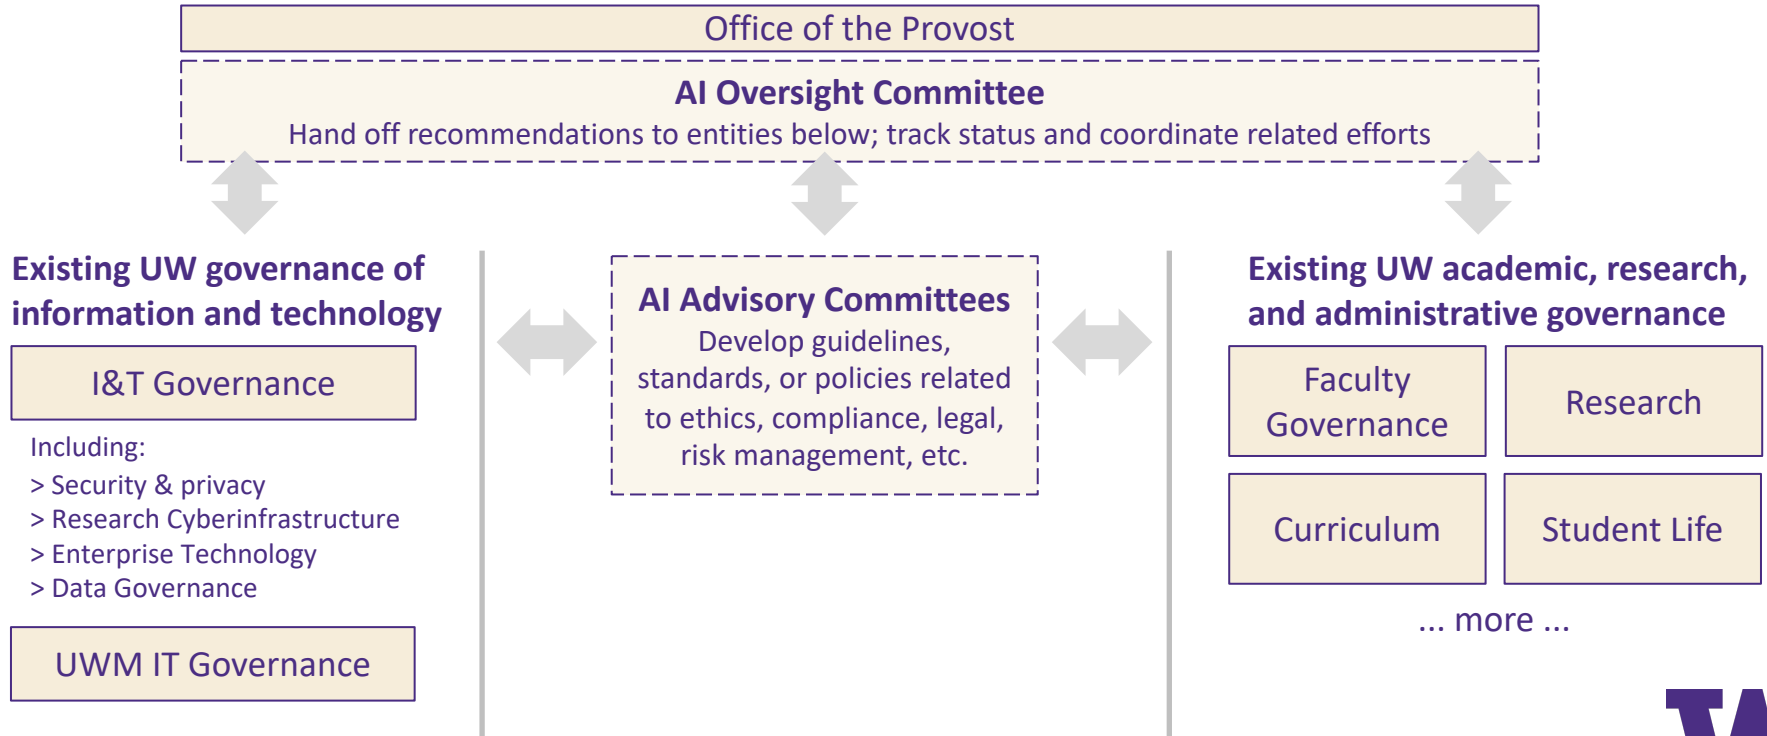 Office of the Provost
AI Oversight Committee
Hand off recommendations to entities below; track status and coordinate related efforts
Existing UW governance of
information and technology
I&T Governance
Including:
> Security & privacy
> Research Cyberinfrastructure
> Enterprise Technology
> Data Governance
UWM IT Governance
AI Advisory Committees
Develop guidelines,
standards, or policies related
to ethics, compliance, legal,
risk management, etc.
Existing UW academic, research,
and administrative governance
Faculty
Governance
Research
Curriculum
Student Life
... more ...
W